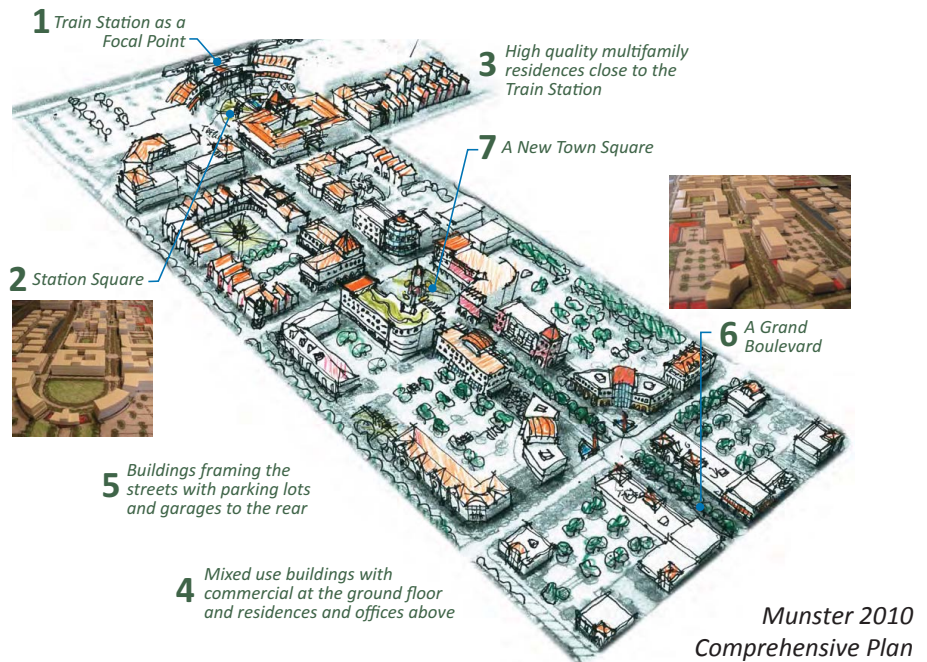 1 Train Station as a
Focal Point
3 High quality multifamily
residences close to the
Train Station
7 A New Town Square
2 Station Square
6 A Grand
Boulevard
5 Buildings framing the
streets with parking lots
and garages to the rear
4 Mixed use buildings with
commercial at the ground floor
and residences and offices above
Munster 2010
Comprehensive Plan